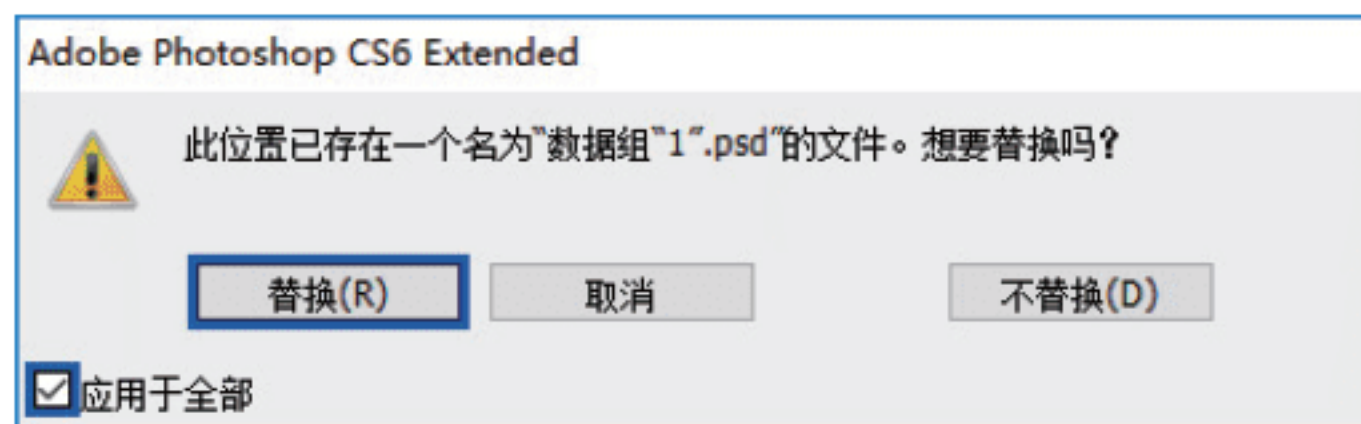 Adobe Photoshop CS6 Extended
此位置已存在一个名为“数据组“1”.psd”的文件。想要替换吗?
替换(R) 取消 不替换(D)
应用于全部